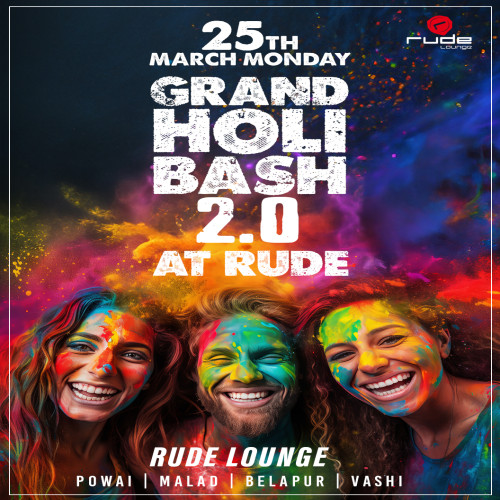 25TH
MARCH MONDAY
rude
Lounge
GRAND
HOLI
BASH
2.0
AT RUDE
RUDE LOUNGE
POWAI | MALAD | BELAPUR | VASHI